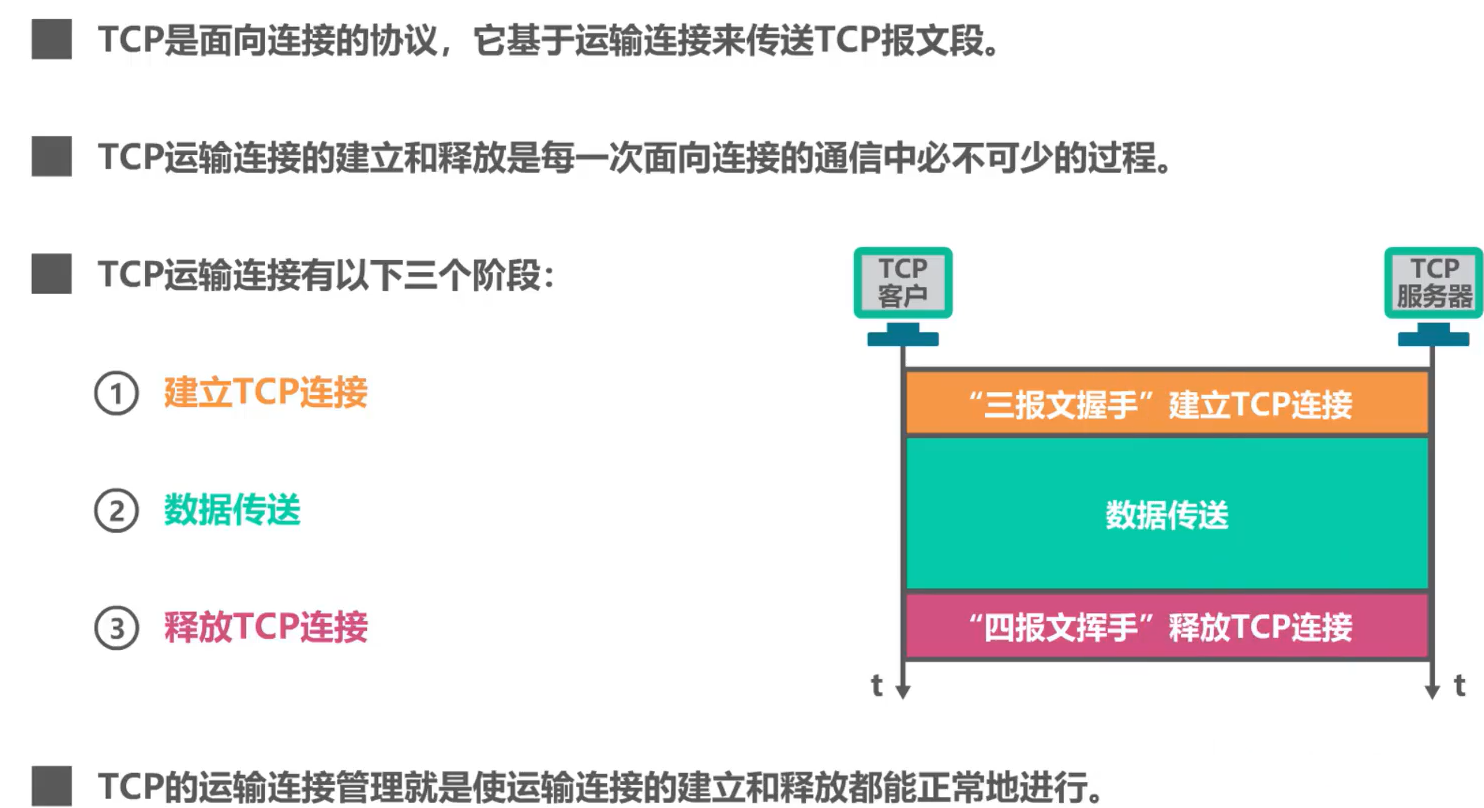 TCP是面向连接的协议，它基于运输连接来传送TCP报文段。
TCP运输连接的建立和释放是每一次面向连接的通信中必不可少的过程。
TCP运输连接有以下三个阶段：
① 建立TCP连接
② 数据传送
③ 释放TCP连接
TCP
客户
TCP
服务器
“三报文握手”建立TCP连接
数据传送
“四报文挥手”释放TCP连接
t
t
TCP的运输连接管理就是使运输连接的建立和释放都能正常地进行。